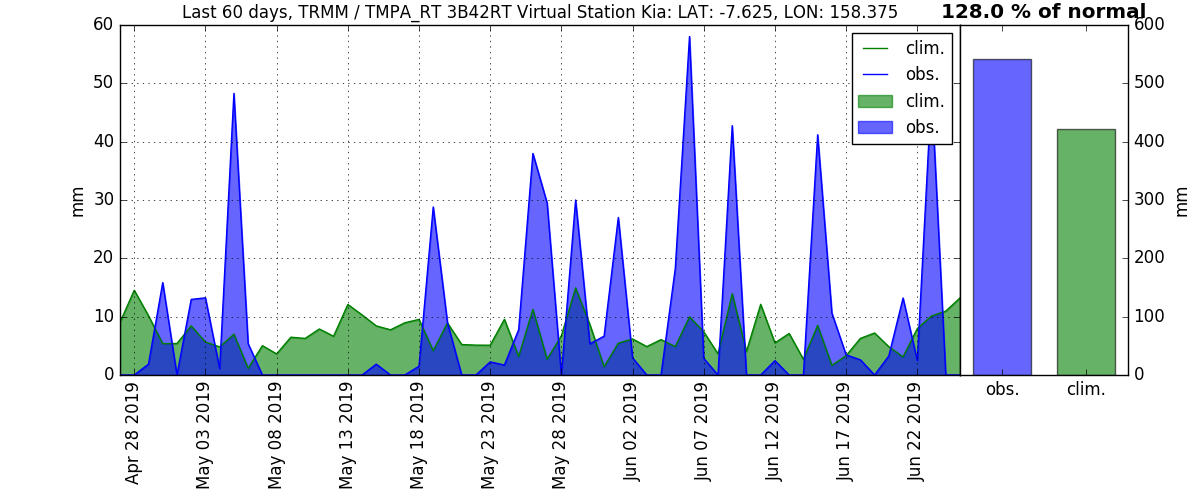 Last 60 days, TRMM / TMPA_RT 3B42RT Virtual Station Kia: LAT: -7.625, LON: 158.375
128.0 % of normal
clim.
obs.
clim.
obs.
mm
60
50
40
30
20
10
0
Apr 28 2019
May 03 2019
May 08 2019
May 13 2019
May 18 2019
May 23 2019
May 28 2019
Jun 02 2019
Jun 07 2019
Jun 12 2019
Jun 17 2019
Jun 22 2019
obs.
clim.
600
500
400
300
200
100
0
mm